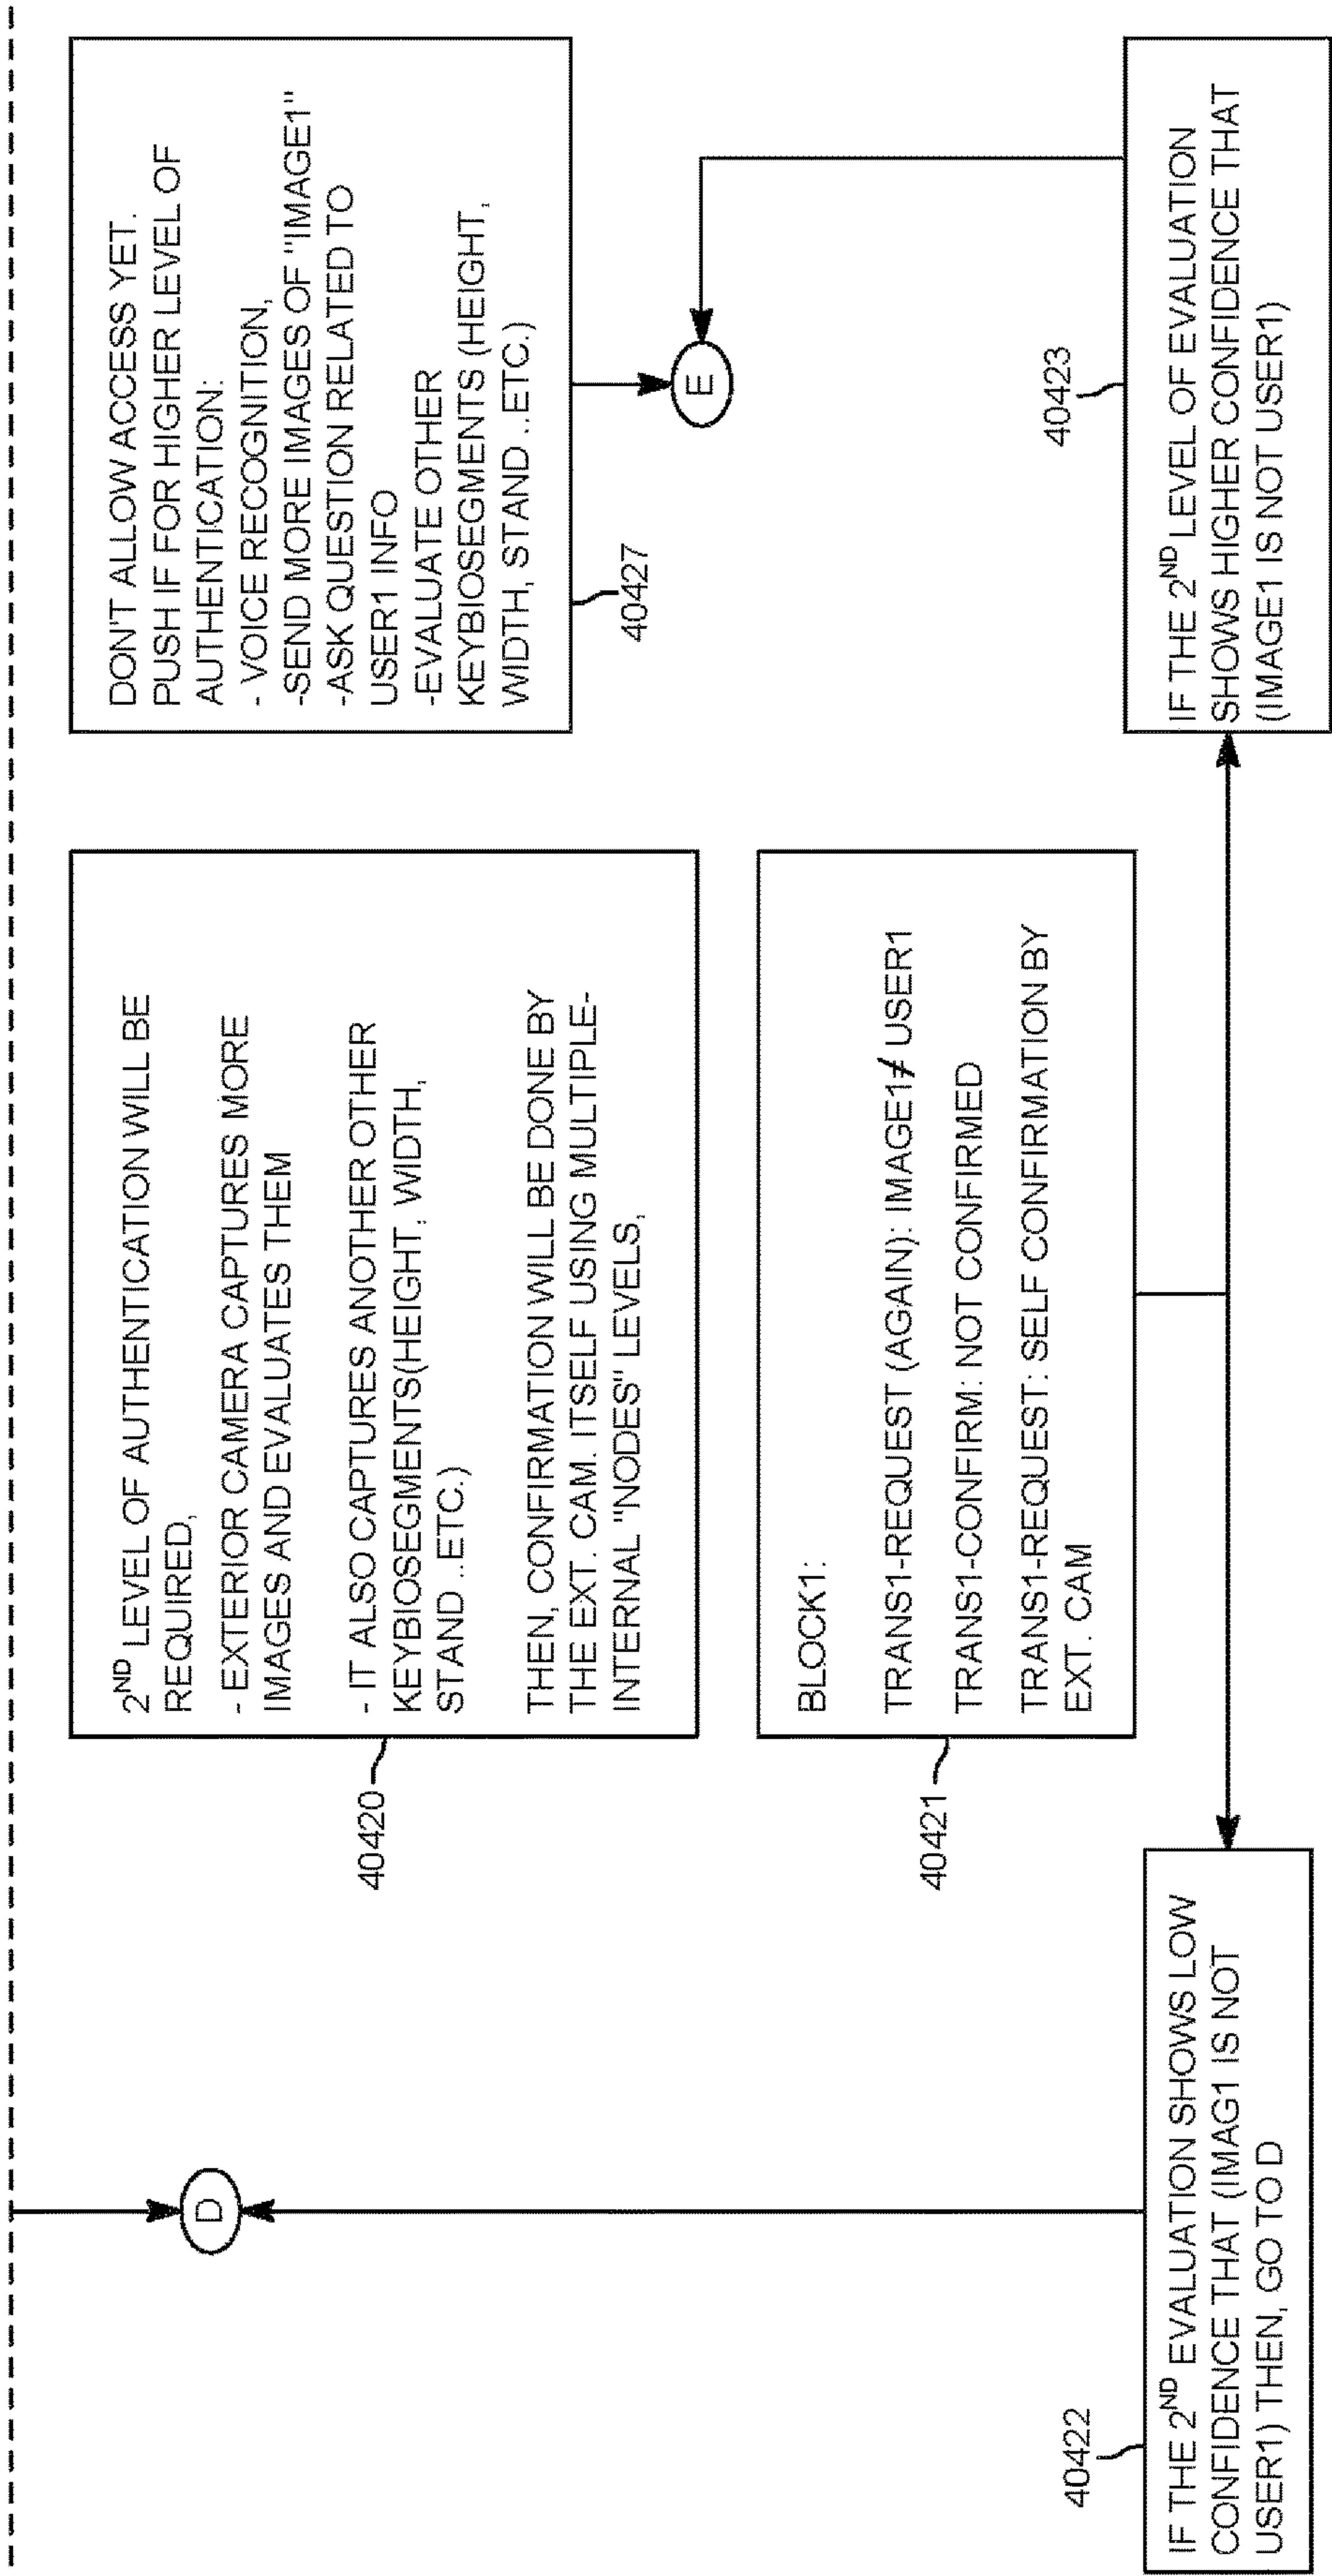 D
2ND LEVEL OF AUTHENTICATION WILL BE
REQUIRED,
- EXTERIOR CAMERA CAPTURES MORE
IMAGES AND EVALUATES THEM
- IT ALSO CAPTURES ANOTHER OTHER
KEYBIOSEGMENTS(HEIGHT, WIDTH,
STAND ..ETC.)
THEN, CONFIRMATION WILL BE DONE BY
THE EXT. CAM. ITSELF USING MULTIPLE-
INTERNAL "NODES" LEVELS,
40420
DON'T ALLOW ACCESS YET.
PUSH IF FOR HIGHER LEVEL OF
AUTHENTICATION:
- VOICE RECOGNITION,
-SEND MORE IMAGES OF "IMAGE1"
-ASK QUESTION RELATED TO
USER1 INFO
-EVALUATE OTHER
KEYBIOSEGMENTS (HEIGHT,
WIDTH, STAND ..ETC.)
40427
E
BLOCK1:
TRANS1-REQUEST (AGAIN): IMAGE1≠ USER1
TRANS1-CONFIRM: NOT CONFIRMED
TRANS1-REQUEST: SELF CONFIRMATION BY
EXT. CAM
40421
40422
IF THE 2ND EVALUATION SHOWS LOW
CONFIDENCE THAT (IMAG1 IS NOT
USER1) THEN, GO TO D
40423
IF THE 2ND LEVEL OF EVALUATION
SHOWS HIGHER CONFIDENCE THAT
(IMAGE1 IS NOT USER1)